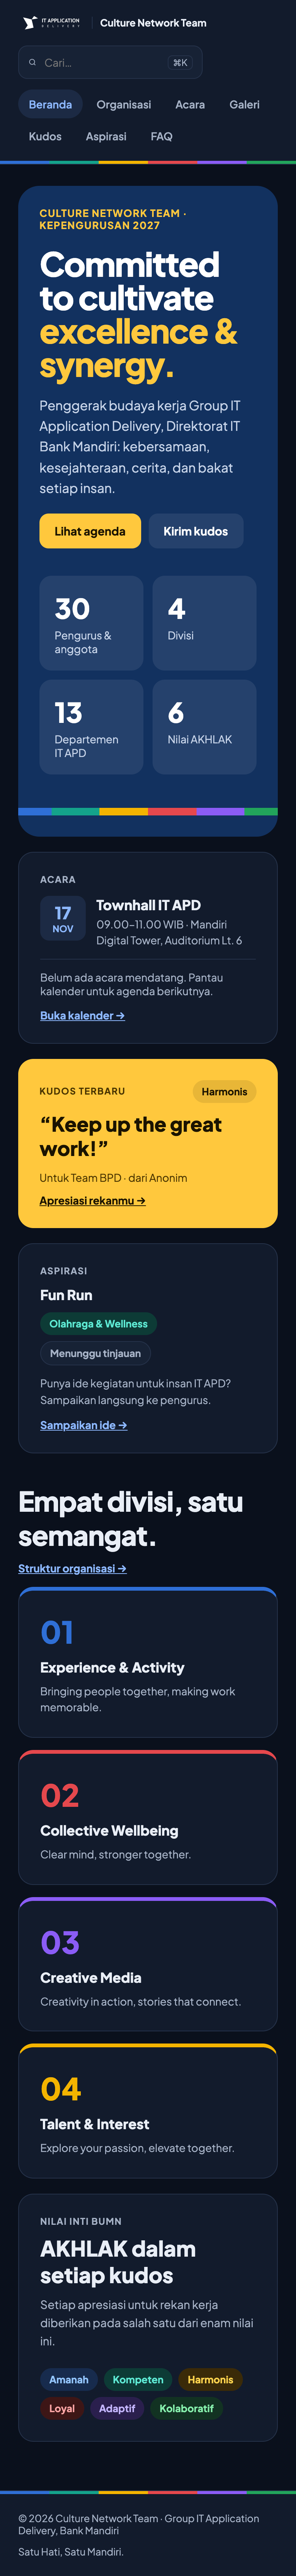 IT APPLICATION
DELIVERY
Culture Network Team
Cari...
⌘K
Beranda
Organisasi
Acara
Galeri
Kudos
Aspirasi
FAQ
CULTURE NETWORK TEAM ·
KEPENGURUSAN 2027
Committed
to cultivate
excellence &
synergy.
Penggerak budaya kerja Group IT
Application Delivery, Direktorat IT
Bank Mandiri: kebersamaan,
kesejahteraan, cerita, dan bakat
setiap insan.
Lihat agenda
Kirim kudos
30
Pengurus &
anggota
4
Divisi
13
Departemen
IT APD
6
Nilai AKHLAK
ACARA
17
NOV
Townhall IT APD
09.00–11.00 WIB · Mandiri
Digital Tower, Auditorium Lt. 6
Belum ada acara mendatang. Pantau
kalender untuk agenda berikutnya.
Buka kalender →
KUDOS TERBARU
Harmonis
“Keep up the great
work!”
Untuk Team BPD · dari Anonim
Apresiasi rekanmu →
ASPIRASI
Fun Run
Olahraga & Wellness
Menunggu tinjauan
Punya ide kegiatan untuk insan IT APD?
Sampaikan langsung ke pengurus.
Sampaikan ide →
Empat divisi, satu
semangat.
Struktur organisasi →
01
Experience & Activity
Bringing people together, making work
memorable.
02
Collective Wellbeing
Clear mind, stronger together.
03
Creative Media
Creativity in action, stories that connect.
04
Talent & Interest
Explore your passion, elevate together.
NILAI INTI BUMN
AKHLAK dalam
setiap kudos
Setiap apresiasi untuk rekan kerja
diberikan pada salah satu dari enam nilai
ini.
Amanah
Kompeten
Harmonis
Loyal
Adaptif
Kolaboratif
© 2026 Culture Network Team · Group IT Application
Delivery, Bank Mandiri
Satu Hati, Satu Mandiri.